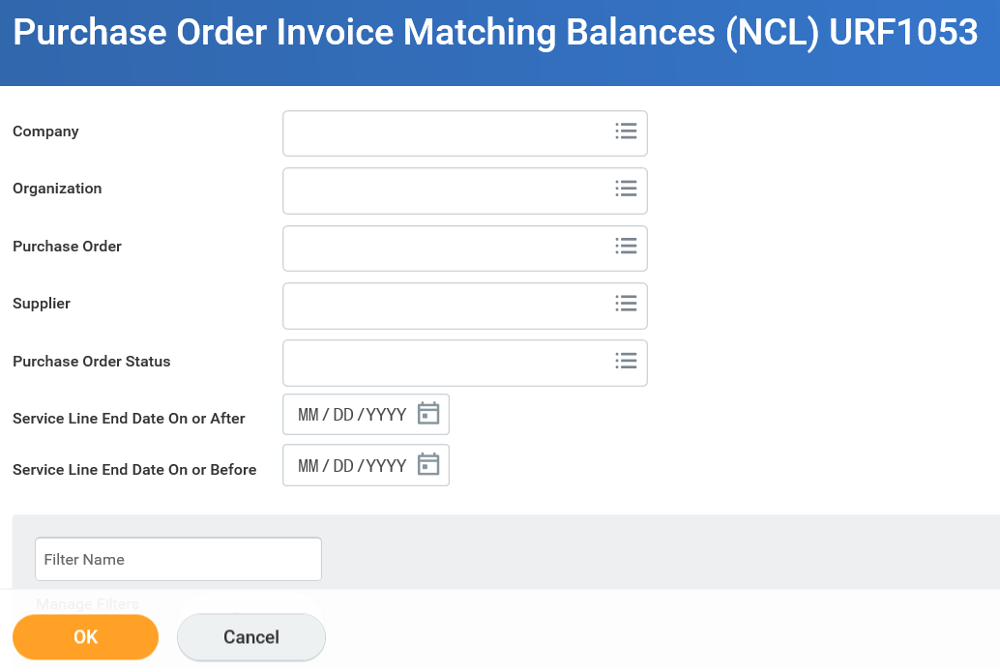 Purchase Order Invoice Matching Balances (NCL) URF1053
Company
Organization
Purchase Order
Supplier
Purchase Order Status
Service Line End Date On or After MM / DD / YYYY
Service Line End Date On or Before MM / DD / YYYY
Filter Name
Manage Filters
OK Cancel